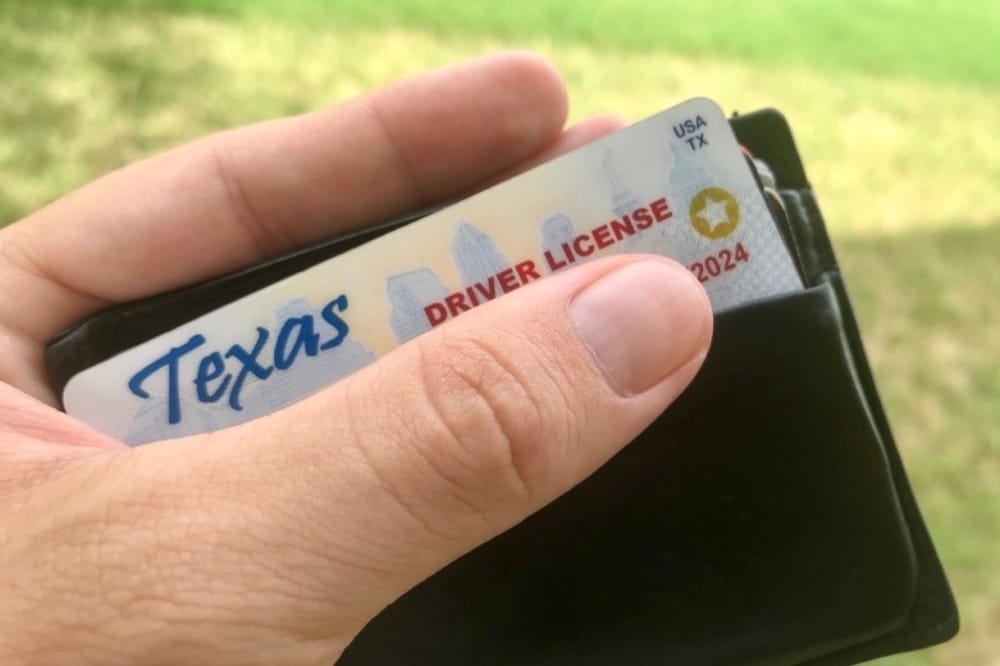 USA
TX
Texas
DRIVER LICENSE
2024